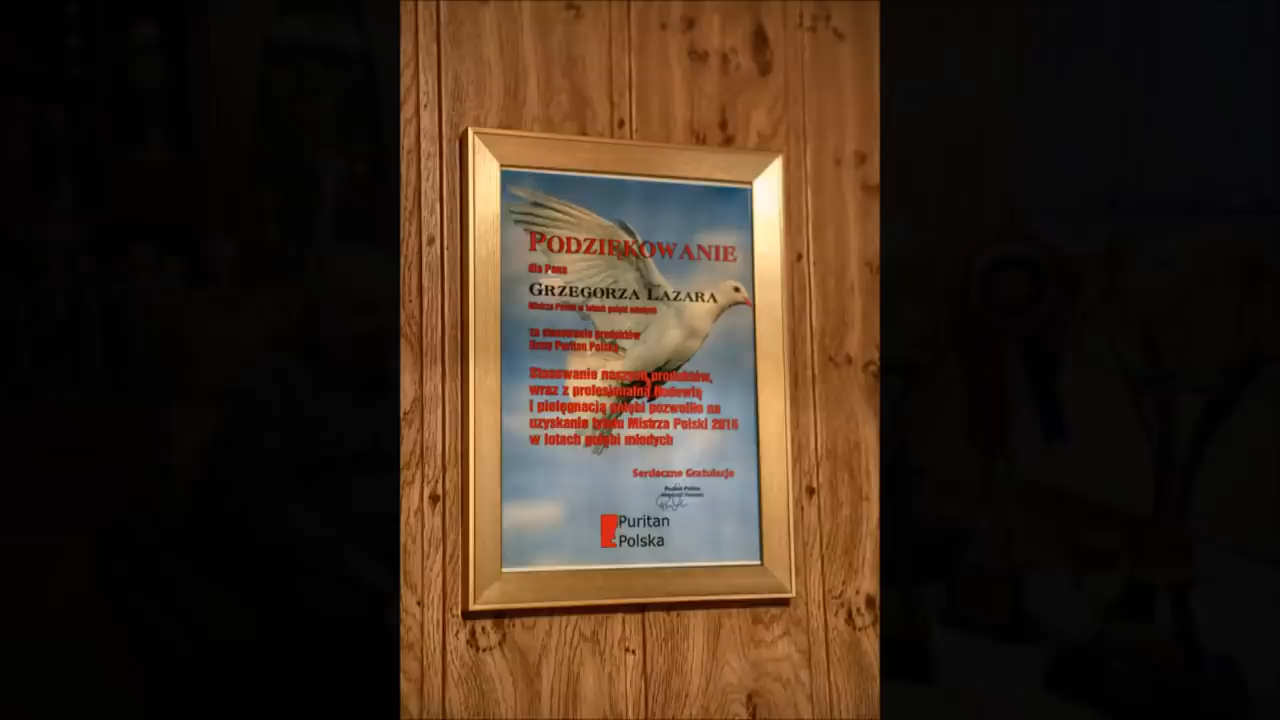 PODZIĘKOWANIE
dla Pana
GRZEGORZA LAZARA
Mistrza Polski w lotach gołębi młodych
za stosowanie produktów
firmy Puritan Polska
Stosowanie naszych produktów,
wraz z profesjonalną hodowlą
i pielęgnacją gołębi pozwoliło na
uzyskanie tytułu Mistrza Polski 2016
w lotach gołębi młodych
Serdeczne Gratulacje
Puritan Polska
Puritan
Polska